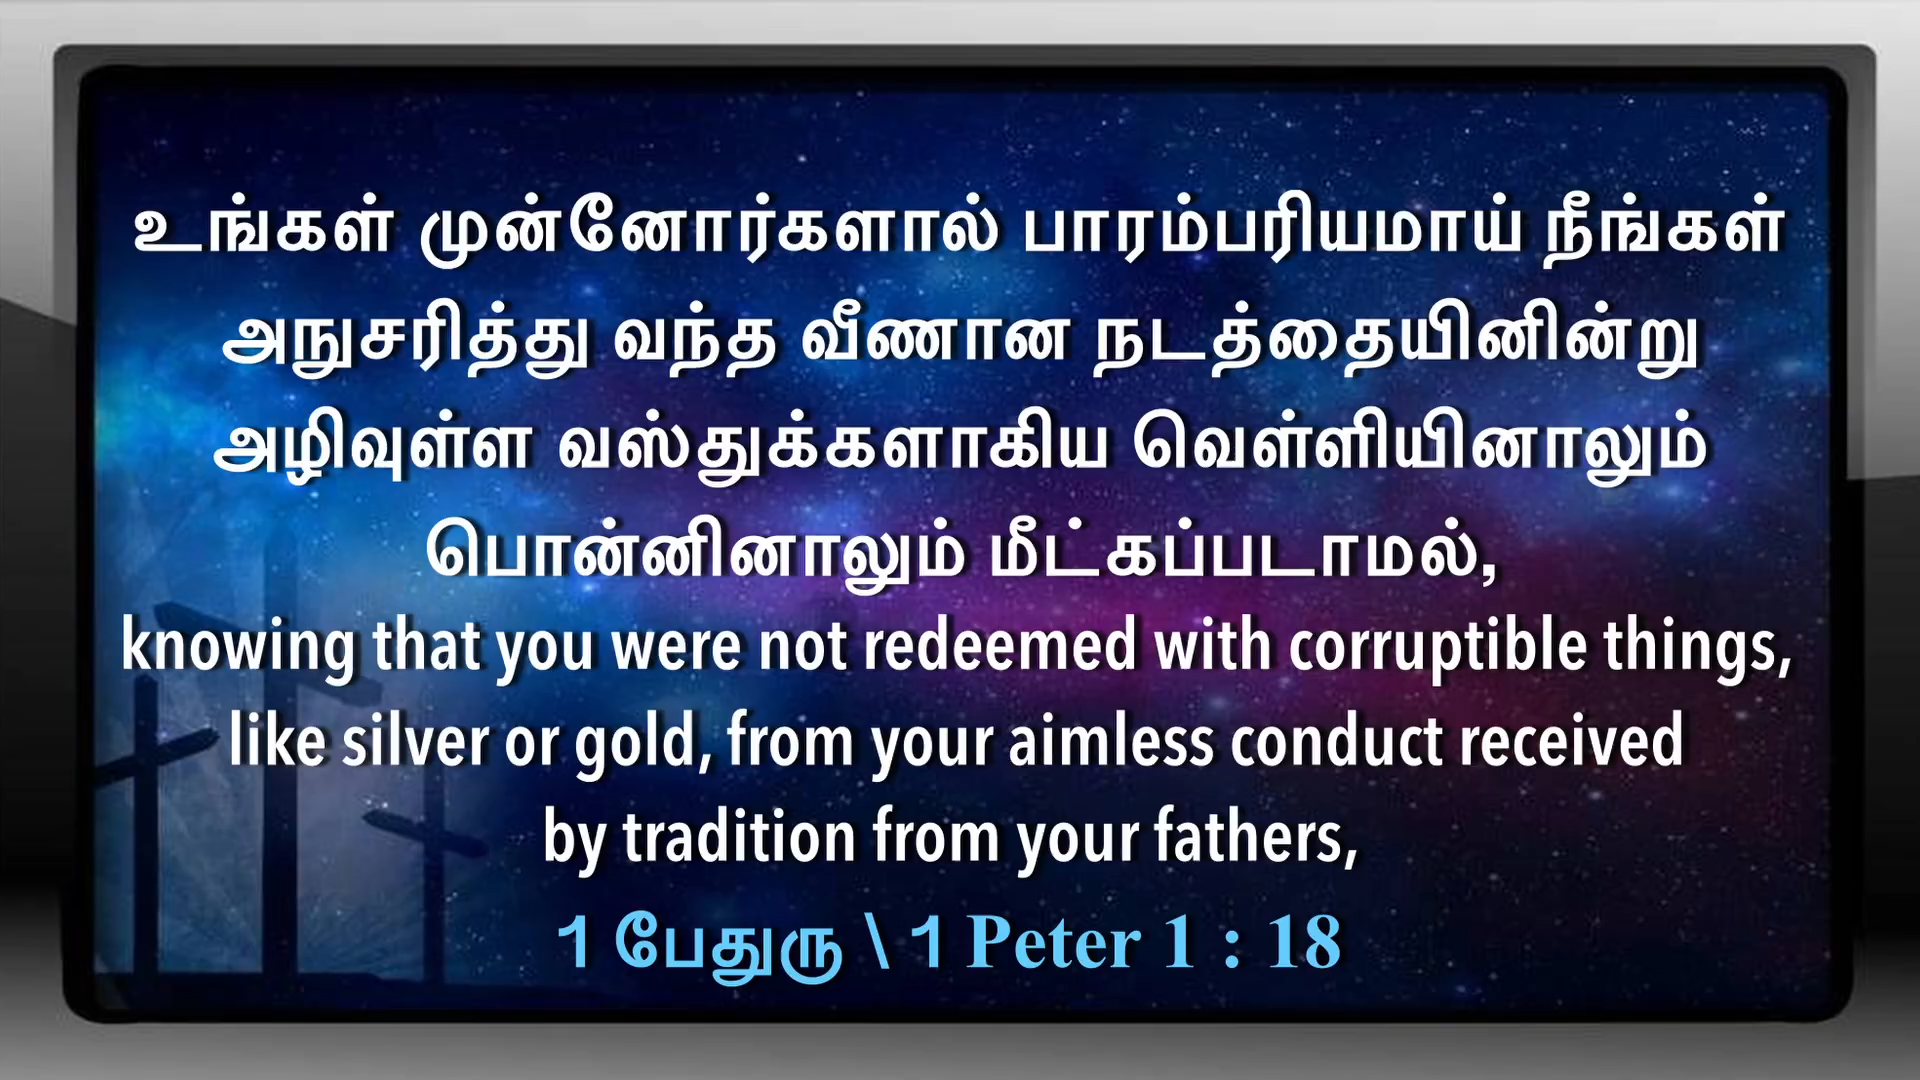 உங்கள் முன்னோர்களால் பாரம்பரியமாய் நீங்கள்
அநுசரித்து வந்த வீணான நடத்தையினின்று
அழிவுள்ள வஸ்துக்களாகிய வெள்ளியினாலும்
பொன்னினாலும் மீட்கப்படாமல்,
knowing that you were not redeemed with corruptible things,
like silver or gold, from your aimless conduct received
by tradition from your fathers,
1 பேதுரு \ 1 Peter 1 : 18